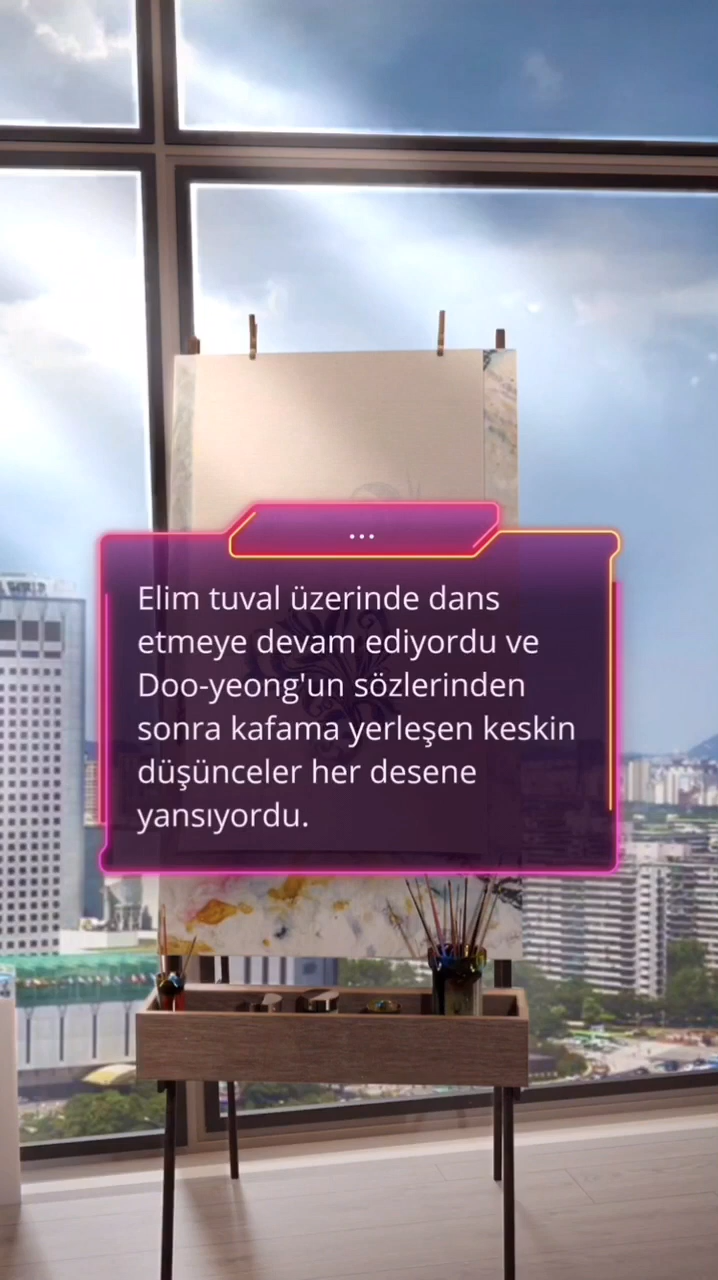 ...
Elim tuval üzerinde dans
etmeye devam ediyordu ve
Doo-yeong'un sözlerinden
sonra kafama yerleşen keskin
düşünceler her desene
yansıyordu.